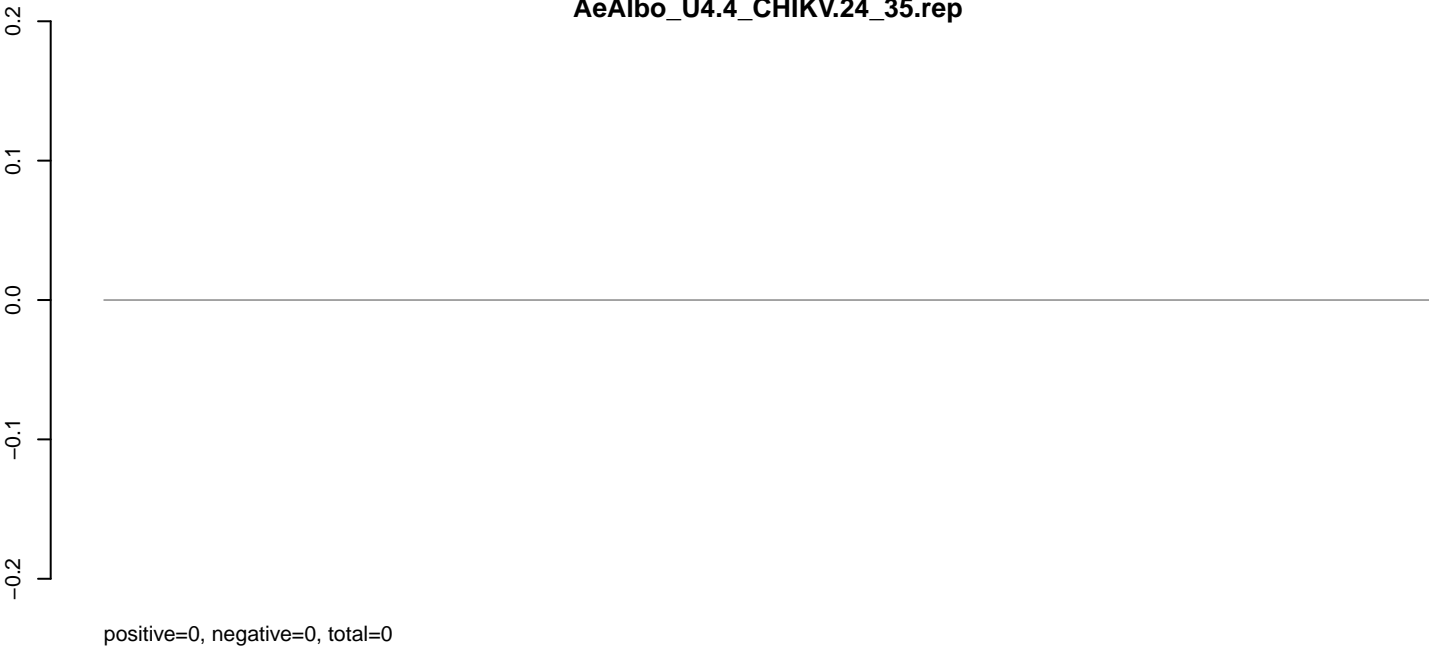 AeAlbo_U4.4_CHIKV.24_35.rep
0.2
0.1
0.0
−0.1
−0.2
positive=0, negative=0, total=0